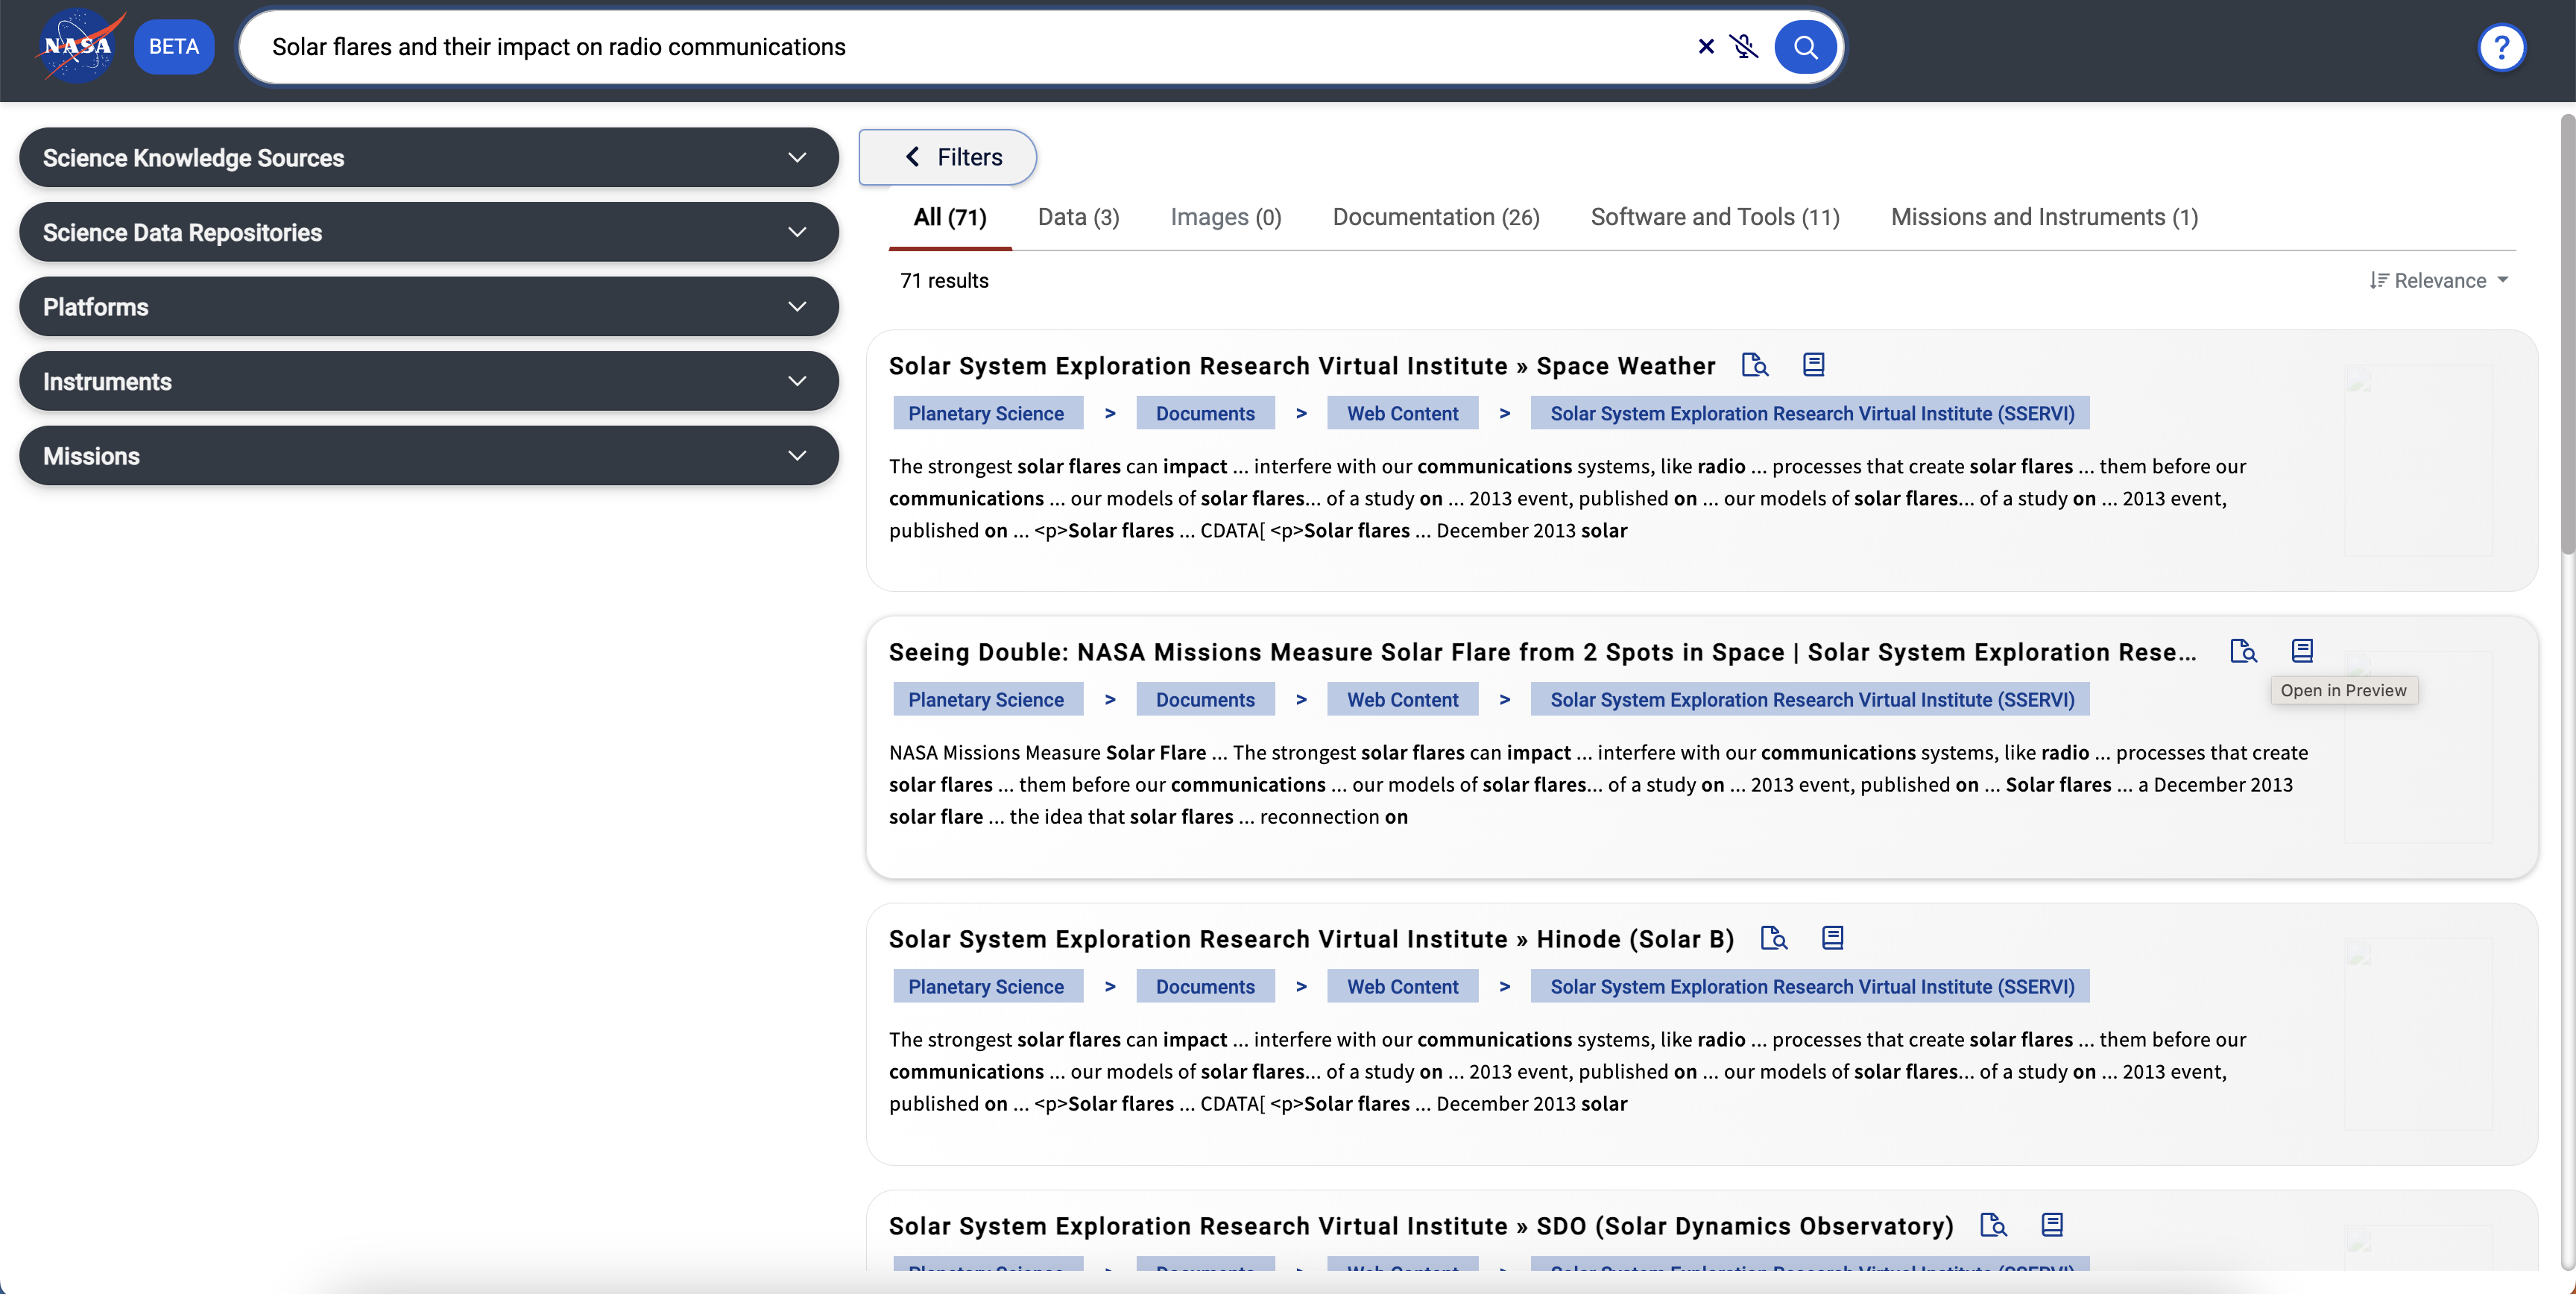 NASA
BETA
Solar flares and their impact on radio communications
?
Science Knowledge Sources
Science Data Repositories
Platforms
Instruments
Missions
Filters
All (71)
Data (3)
Images (0)
Documentation (26)
Software and Tools (11)
Missions and Instruments (1)
71 results
Relevance
Solar System Exploration Research Virtual Institute » Space Weather
Planetary Science > Documents > Web Content > Solar System Exploration Research Virtual Institute (SSERVI)
The strongest solar flares can impact ... interfere with our communications systems, like radio ... processes that create solar flares ... them before our
communications ... our models of solar flares... of a study on ... 2013 event, published on ... our models of solar flares... of a study on ... 2013 event,
published on ... <p>Solar flares ... CDATA[ <p>Solar flares ... December 2013 solar
Seeing Double: NASA Missions Measure Solar Flare from 2 Spots in Space | Solar System Exploration Rese...
Open in Preview
Planetary Science > Documents > Web Content > Solar System Exploration Research Virtual Institute (SSERVI)
NASA Missions Measure Solar Flare ... The strongest solar flares can impact ... interfere with our communications systems, like radio ... processes that create
solar flares ... them before our communications ... our models of solar flares... of a study on ... 2013 event, published on ... Solar flares ... a December 2013
solar flare ... the idea that solar flares ... reconnection on
Solar System Exploration Research Virtual Institute » Hinode (Solar B)
Planetary Science > Documents > Web Content > Solar System Exploration Research Virtual Institute (SSERVI)
The strongest solar flares can impact ... interfere with our communications systems, like radio ... processes that create solar flares ... them before our
communications ... our models of solar flares... of a study on ... 2013 event, published on ... our models of solar flares... of a study on ... 2013 event,
published on ... <p>Solar flares ... CDATA[ <p>Solar flares ... December 2013 solar
Solar System Exploration Research Virtual Institute » SDO (Solar Dynamics Observatory)
Planetary Science > Documents > Web Content > Solar System Exploration Research Virtual Institute (SSERVI)